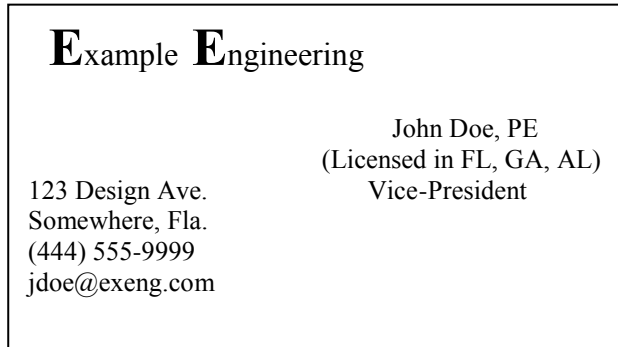 Example Engineering
John Doe, PE
(Licensed in FL, GA, AL)
Vice-President
123 Design Ave.
Somewhere, Fla.
(444) 555-9999
jdoe@exeng.com